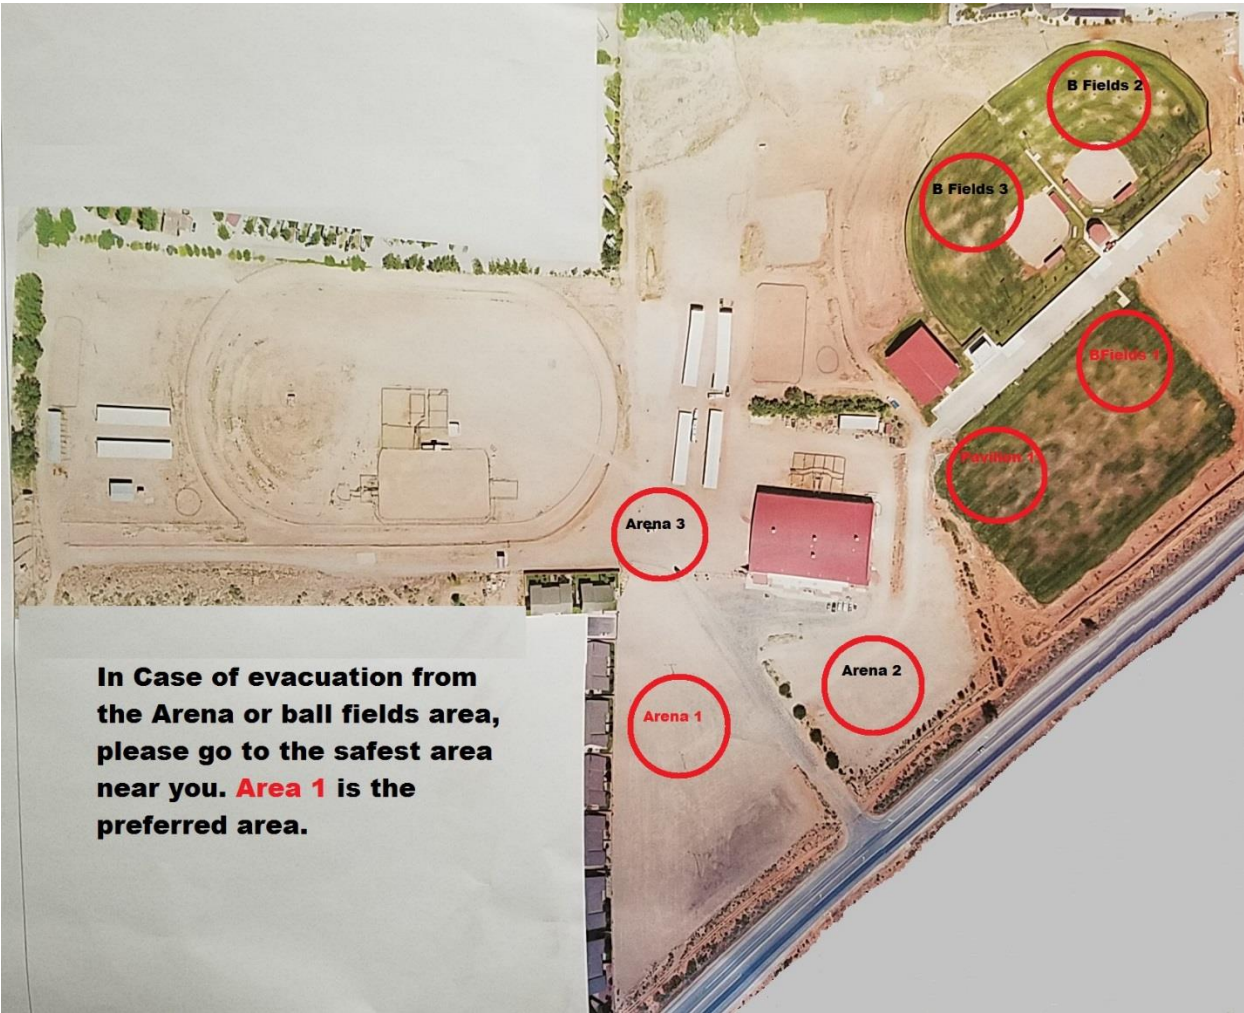 B Fields 2
B Fields 3
BFields 1
Pavilion 1
Arena 3
Arena 2
Arena 1
In Case of evacuation from
the Arena or ball fields area,
please go to the safest area
near you. Area 1 is the
preferred area.